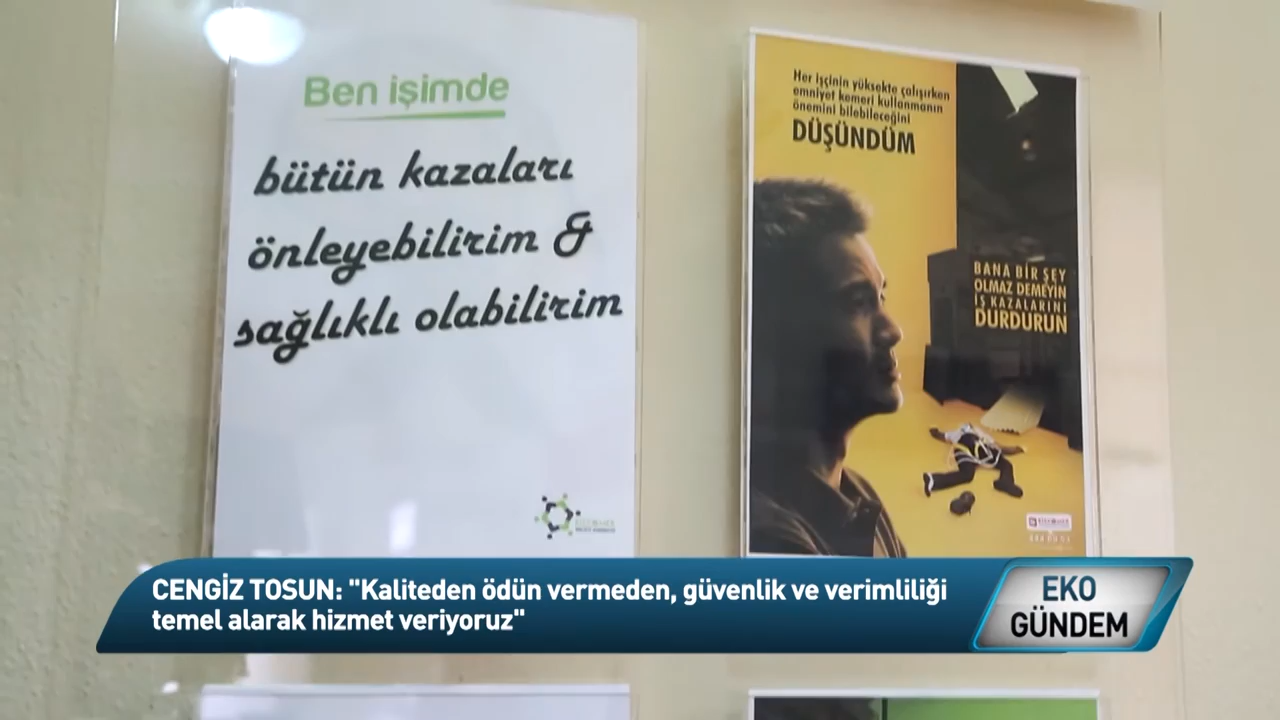 Ben işimde
bütün kazaları
önleyebilirim &
sağlıklı olabilirim
Her işçinin yüksekte çalışırken
emniyet kemeri kullanmanın
önemini bilebileceğini
DÜŞÜNDÜM
BANA BİR ŞEY
OLMAZ DEMEYİN
İŞ KAZALARINI
DURDURUN
CENGİZ TOSUN: "Kaliteden ödün vermeden, güvenlik ve verimliliği
temel alarak hizmet veriyoruz"
EKO
GÜNDEM